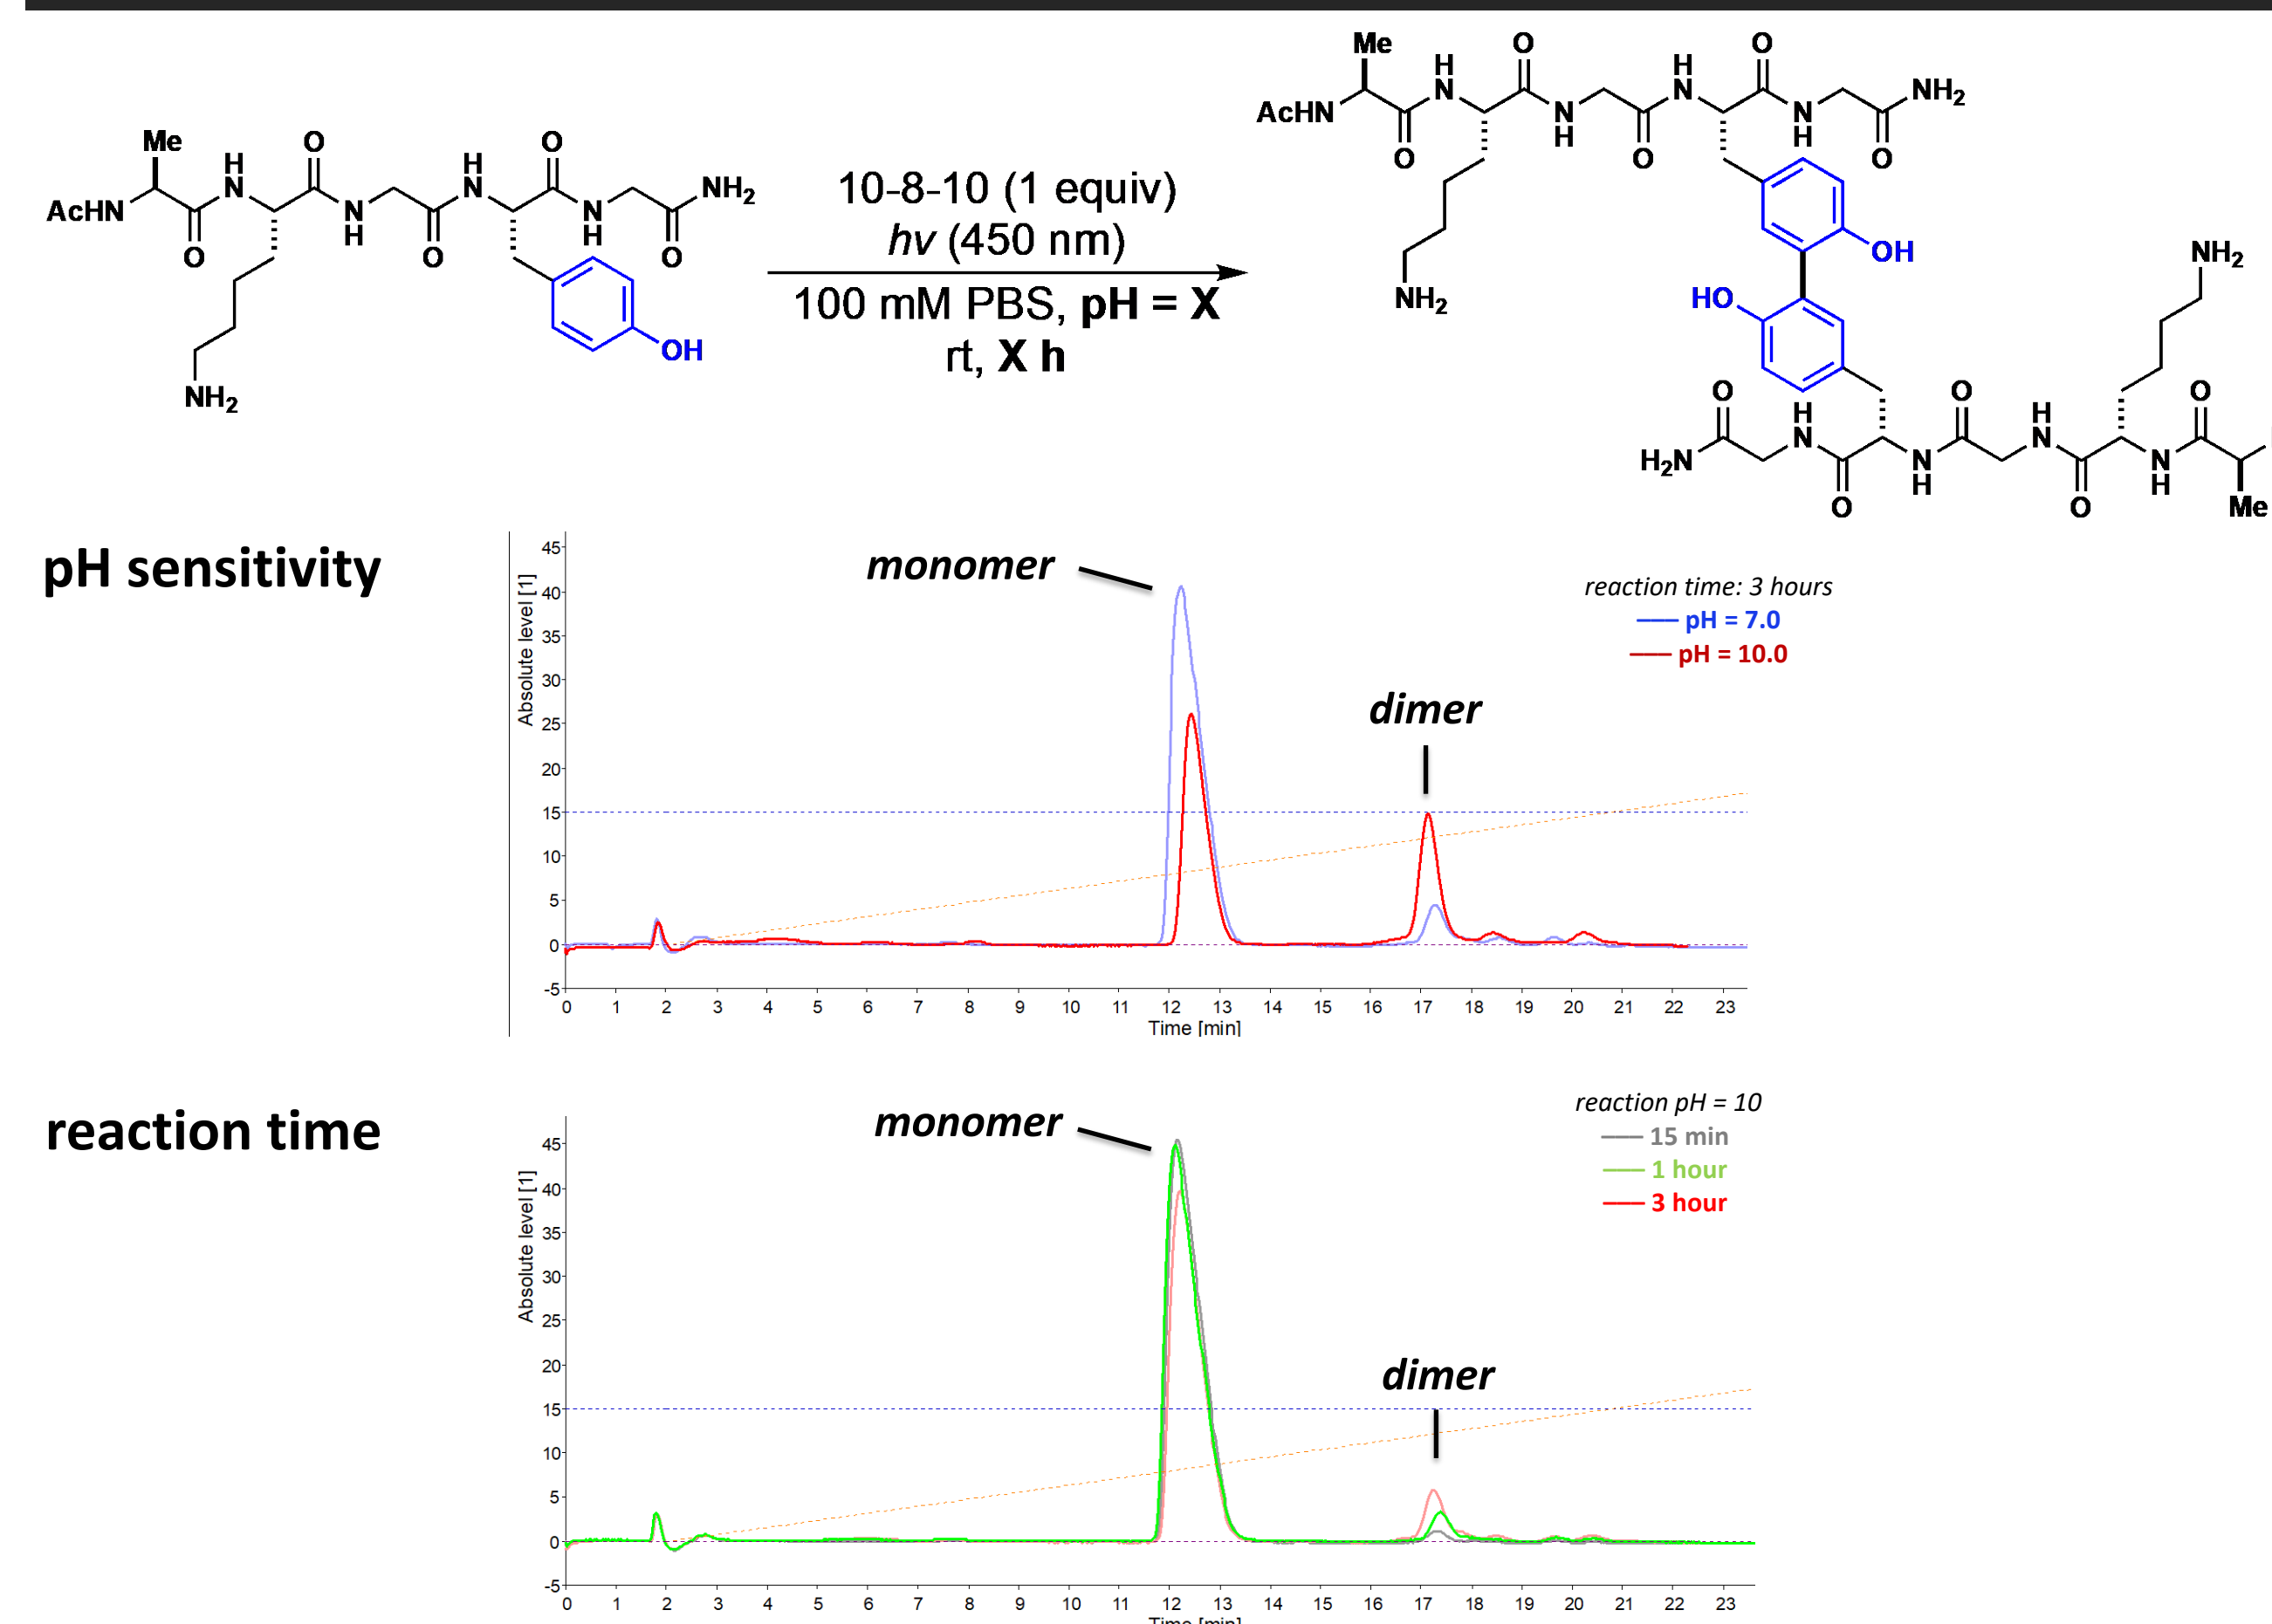 Me
O
O
H
N
H
N
AcHN
N
H
N
H
NH2
O
O
O
OH
NH2
10-8-10 (1 equiv)
hv (450 nm)
100 mM PBS, pH = X
rt, X h
Me
O
O
H
N
H
N
AcHN
N
H
N
H
NH2
O
O
O
OH
NH2
HO
NH2
O
H
N
O
H
N
O
H2N
O
N
H
O
N
H
Me
pH sensitivity
monomer
dimer
reaction time: 3 hours
pH = 7.0
pH = 10.0
Absolute level [1]
45
40
35
30
25
20
15
10
5
0
-5
0 1 2 3 4 5 6 7 8 9 10 11 12 13 14 15 16 17 18 19 20 21 22 23
Time [min]
reaction time
monomer
dimer
reaction pH = 10
15 min
1 hour
3 hour
Absolute level [1]
45
40
35
30
25
20
15
10
5
0
-5
0 1 2 3 4 5 6 7 8 9 10 11 12 13 14 15 16 17 18 19 20 21 22 23
Time [min]